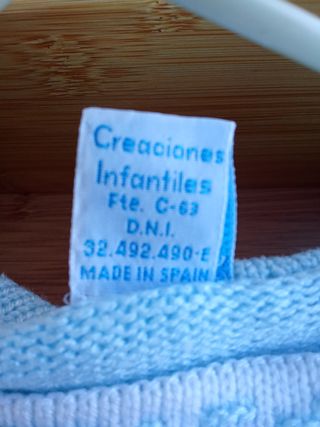 Creaciones
Infantiles
Fte. C-63
D.N.I.
32.492.490-E
MADE IN SPAIN